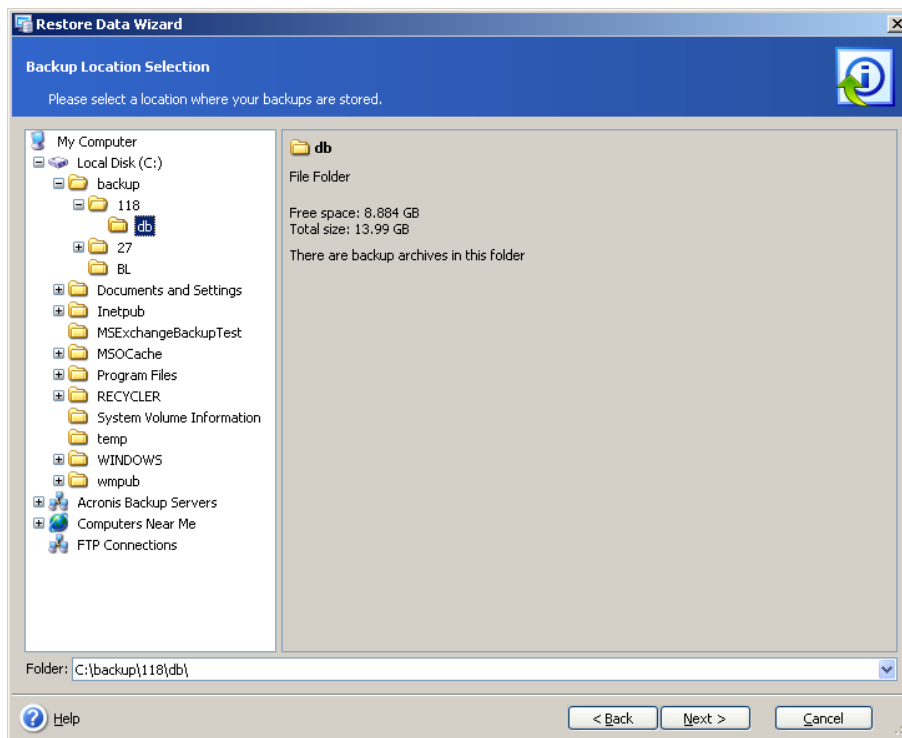 Restore Data Wizard
Backup Location Selection
Please select a location where your backups are stored.
My Computer
Local Disk (C:)
backup
118
db
27
BL
Documents and Settings
Inetpub
MSExchangeBackupTest
MSOCache
Program Files
RECYCLER
System Volume Information
temp
WINDOWS
wmpub
Acronis Backup Servers
Computers Near Me
FTP Connections
db
File Folder
Free space: 8.884 GB
Total size: 13.99 GB
There are backup archives in this folder
Folder: C:\backup\118\db\
Help
< Back
Next >
Cancel